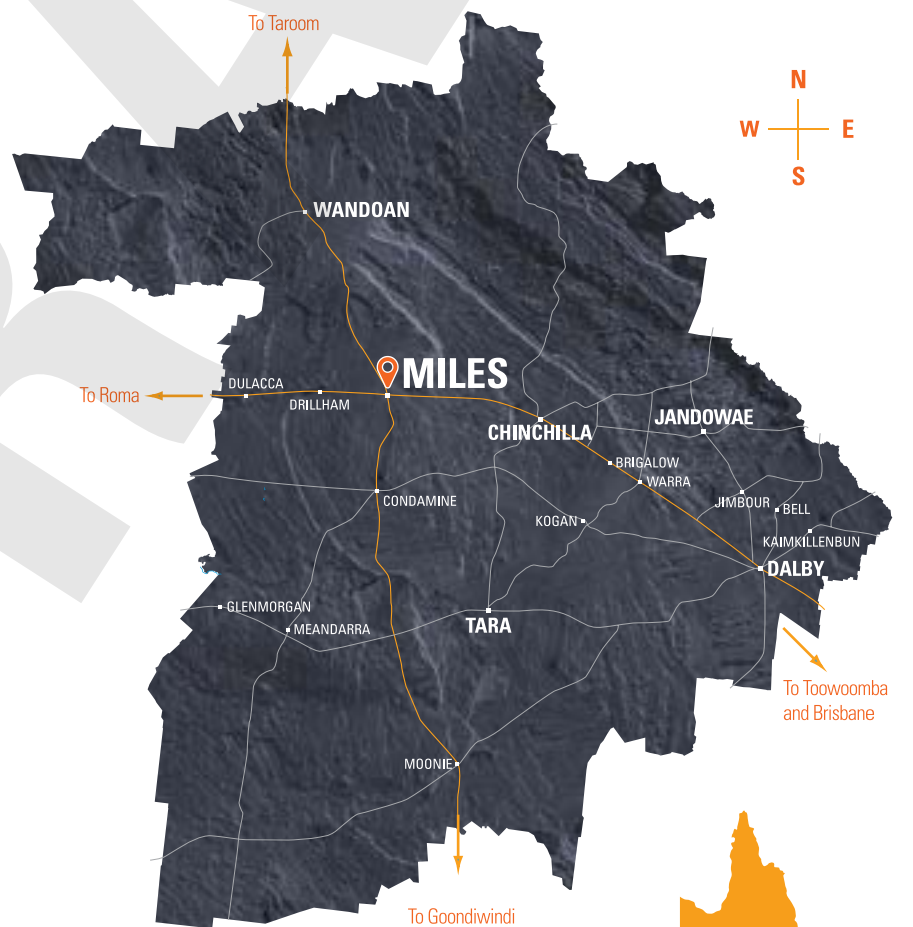 To Taroom
N
W E
S
WANDOAN
MILES
To Roma
DULACCA
DRILLHAM
CHINCHILLA
JANDOWAE
BRIGALOW
WARRA
CONDAMINE
JIMBOUR
BELL
KOGAN
KAIMKILLENBUN
DALBY
GLENMORGAN
TARA
MEANDARRA
To Toowoomba
and Brisbane
MOONIE
To Goondiwindi